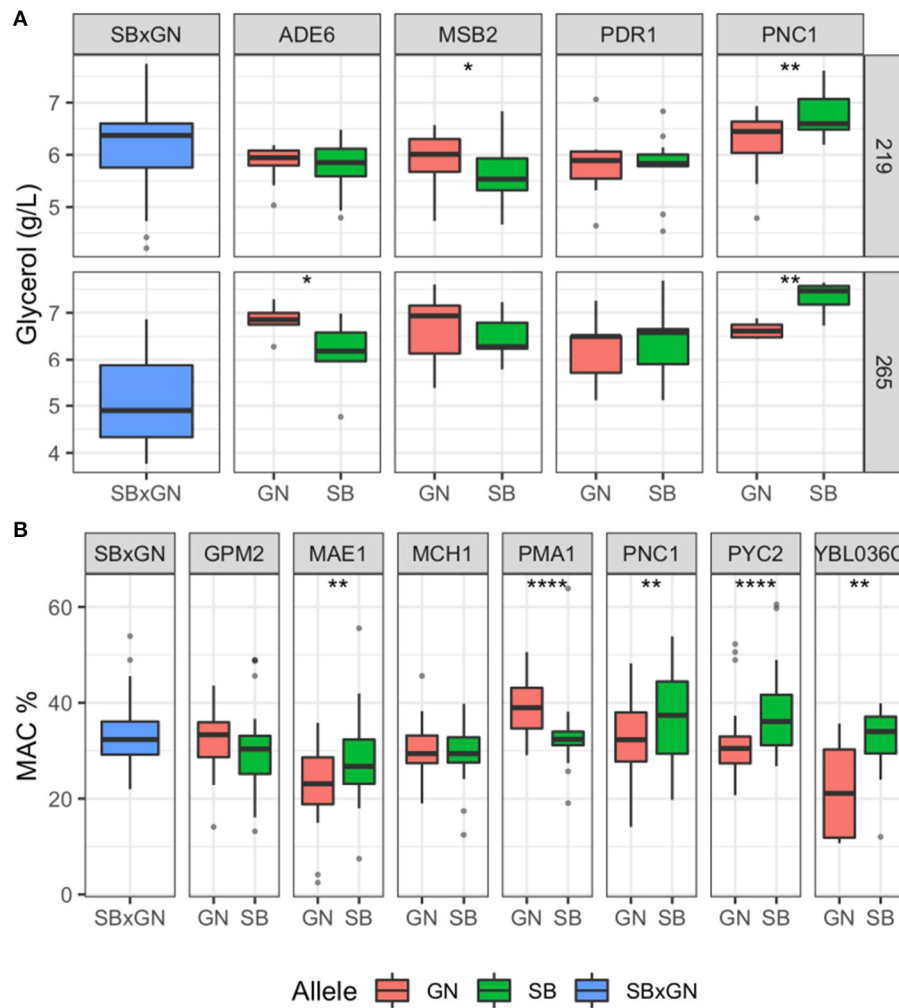 A
SBxGN ADE6 MSB2 PDR1 PNC1
* **
7
6
5
219
Glycerol (g/L)
* **
7
6
5
4
265
SBxGN GN SB GN SB GN SB GN SB
B
SBxGN GPM2 MAE1 MCH1 PMA1 PNC1 PYC2 YBL036C
** **** ** **** **
60
40
20
0
MAC %
SBxGN GN SB GN SB GN SB GN SB GN SB GN SB GN SB
Allele GN SB SBxGN